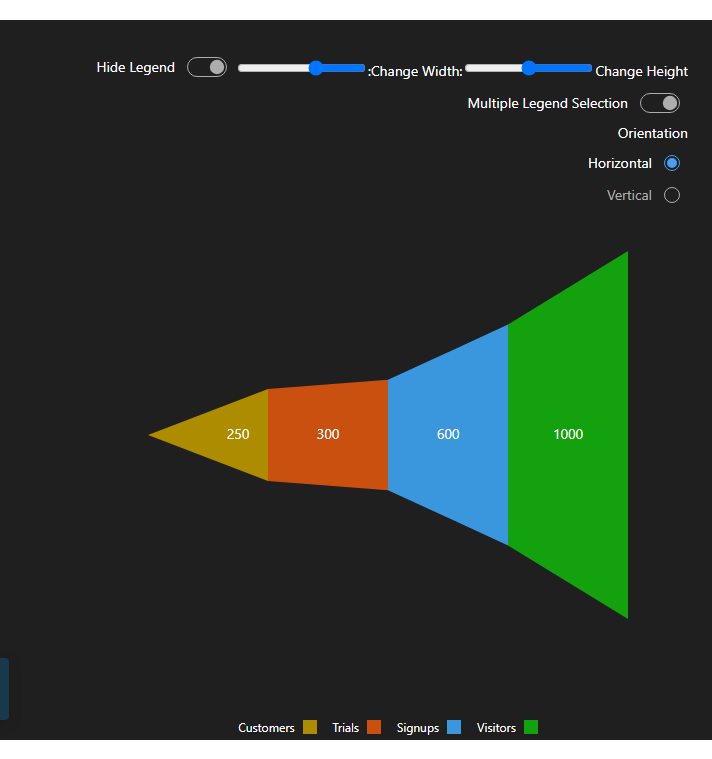 Hide Legend :Change Width: Change Height
Multiple Legend Selection
Orientation
Horizontal
Vertical
250 300 600 1000
Customers Trials Signups Visitors